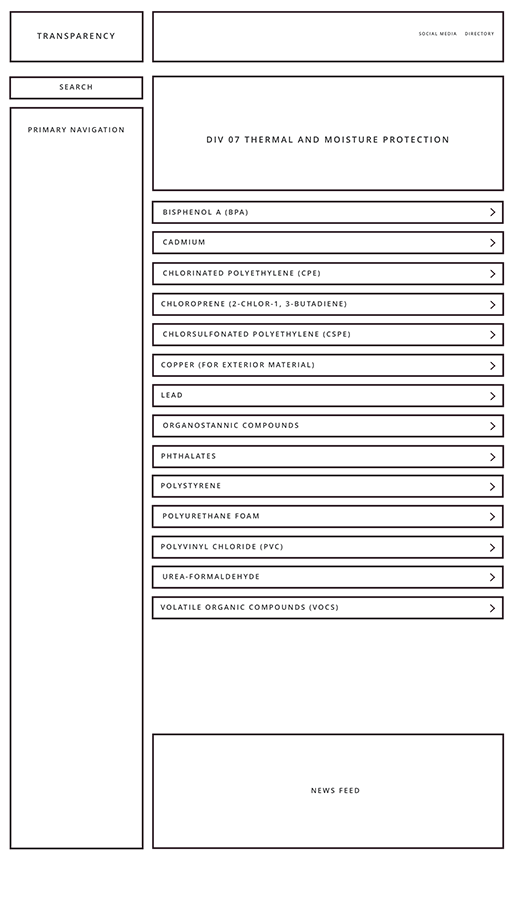 TRANSPARENCY
SOCIAL MEDIA DIRECTORY
SEARCH
PRIMARY NAVIGATION
DIV 07 THERMAL AND MOISTURE PROTECTION
BISPHENOL A (BPA)
CADMIUM
CHLORINATED POLYETHYLENE (CPE)
CHLOROPRENE (2-CHLOR-1, 3-BUTADIENE)
CHLORSULFONATED POLYETHYLENE (CSPE)
COPPER (FOR EXTERIOR MATERIAL)
LEAD
ORGANOSTANNIC COMPOUNDS
PHTHALATES
POLYSTYRENE
POLYURETHANE FOAM
POLYVINYL CHLORIDE (PVC)
UREA-FORMALDEHYDE
VOLATILE ORGANIC COMPOUNDS (VOCS)
NEWS FEED